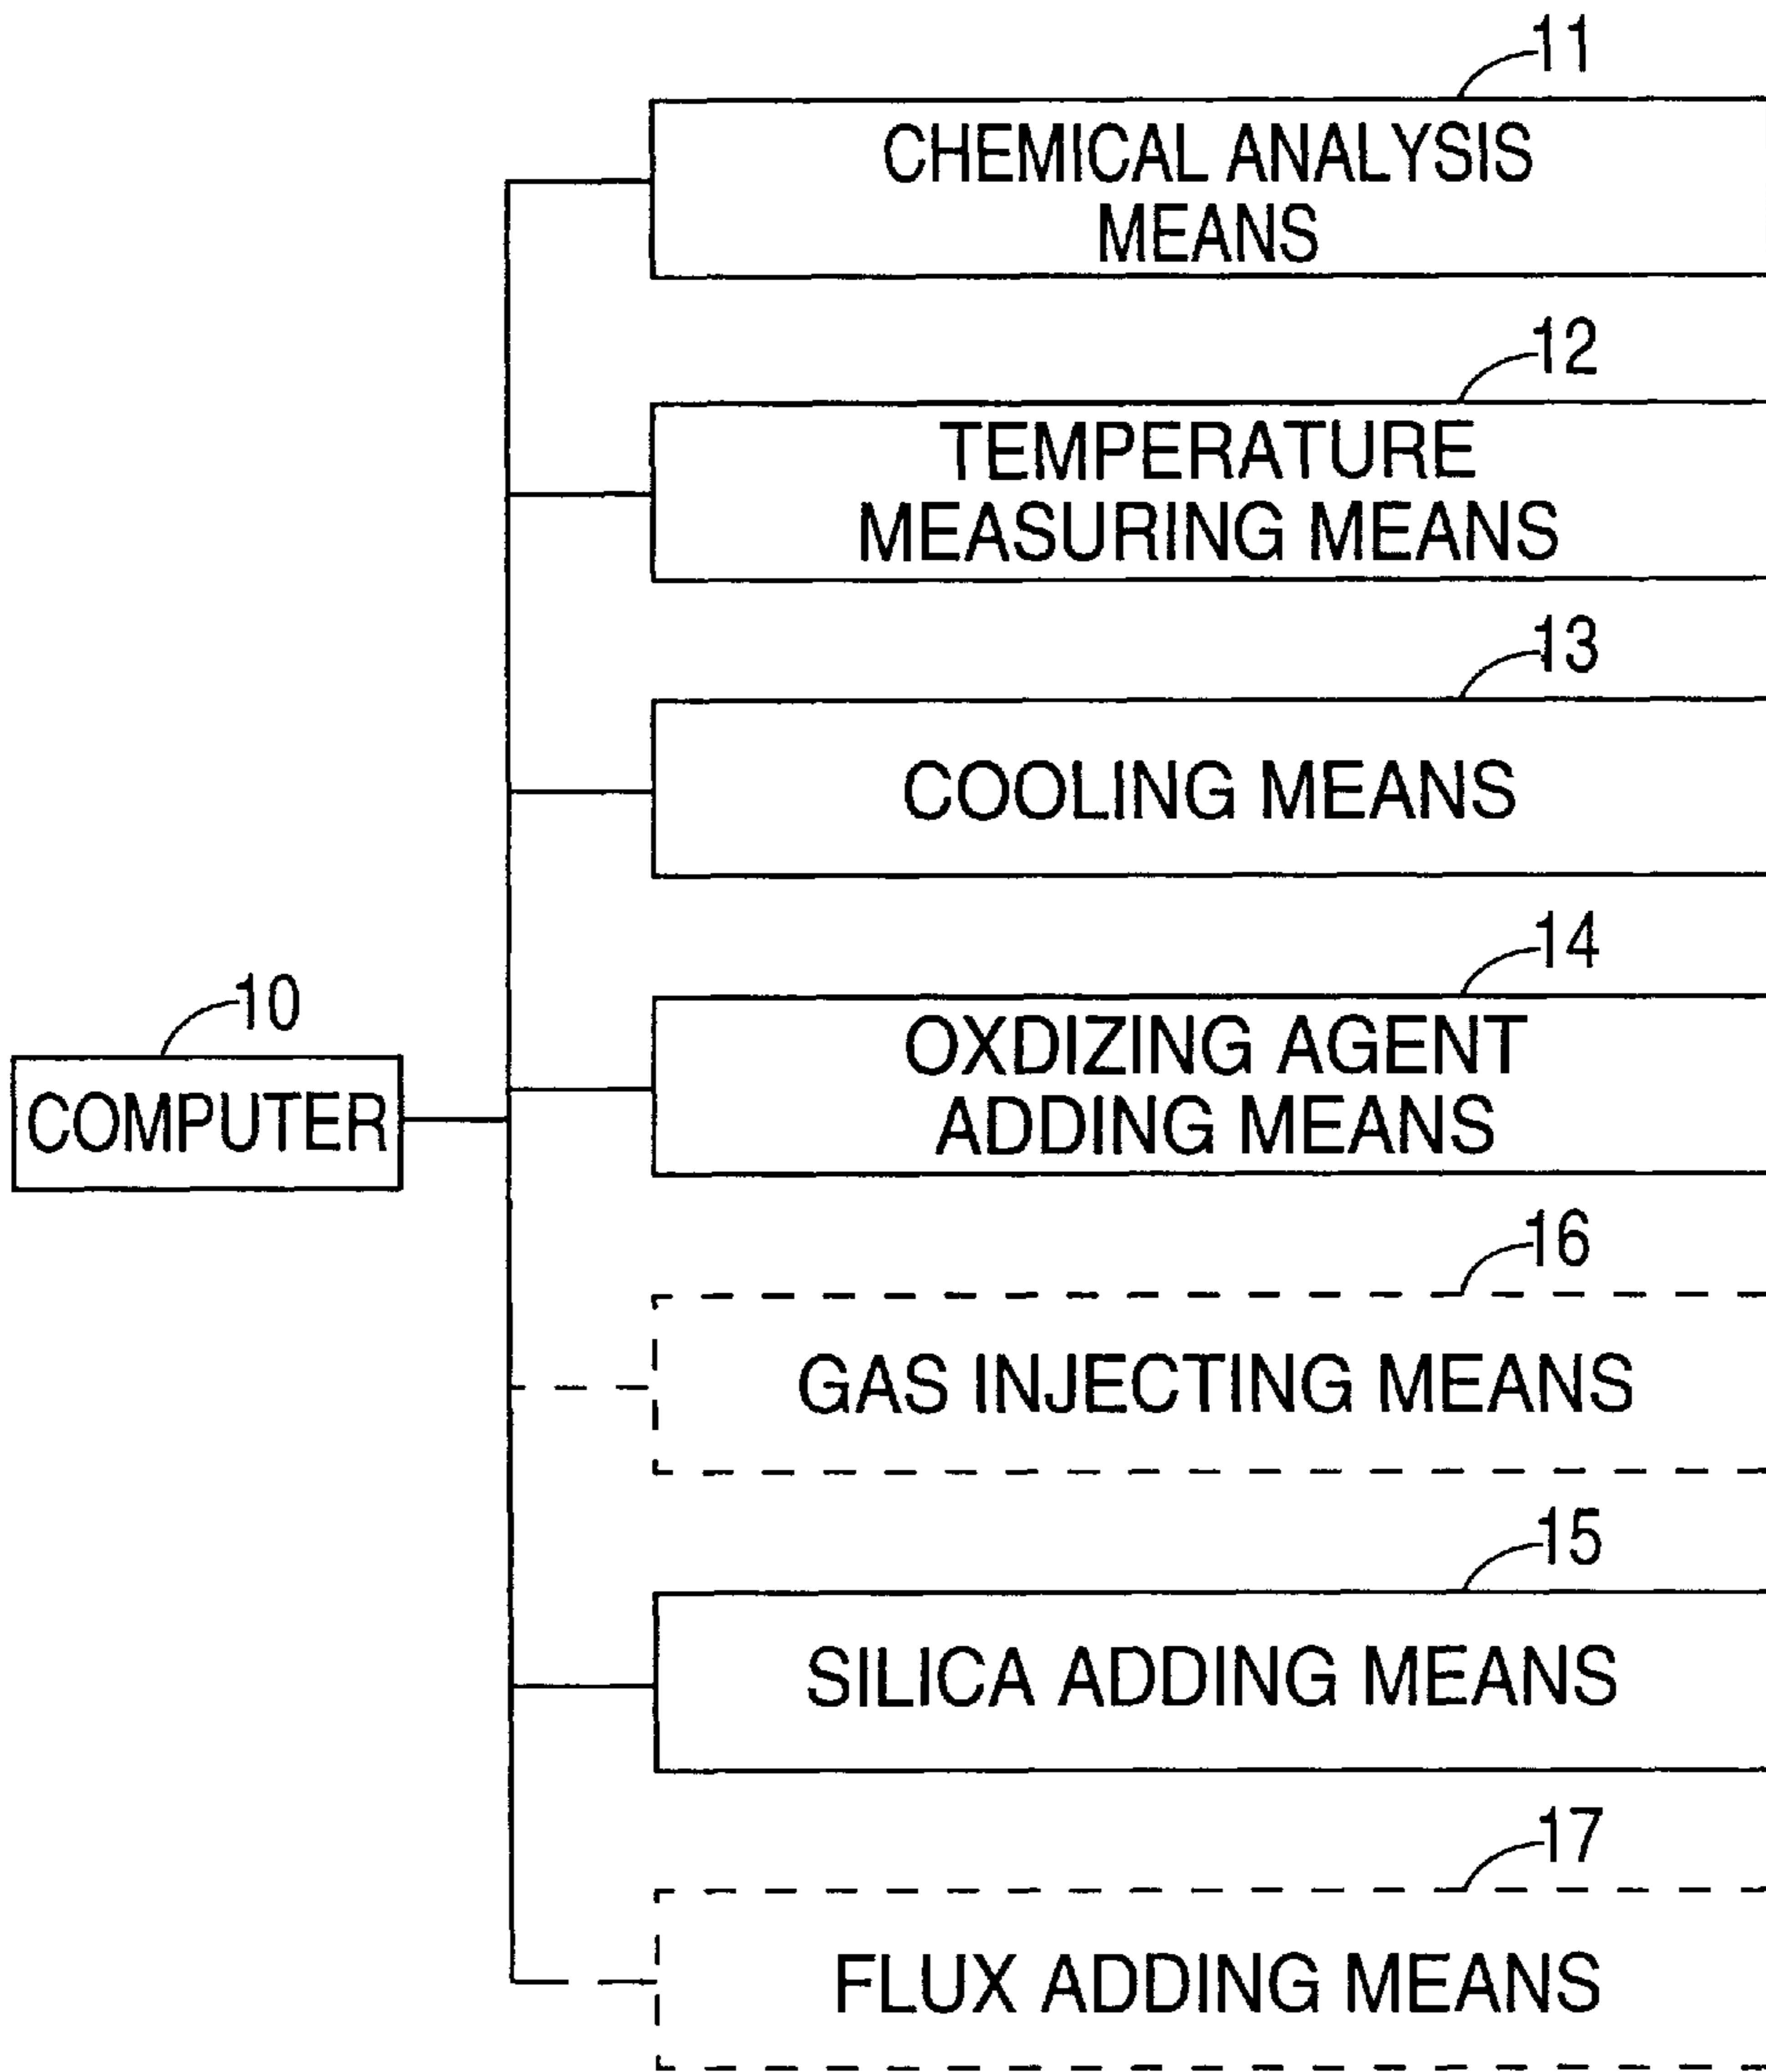 11
CHEMICAL ANALYSIS
MEANS
12
TEMPERATURE
MEASURING MEANS
13
COOLING MEANS
14
OXDIZING AGENT
ADDING MEANS
10
COMPUTER
16
GAS INJECTING MEANS
15
SILICA ADDING MEANS
17
FLUX ADDING MEANS